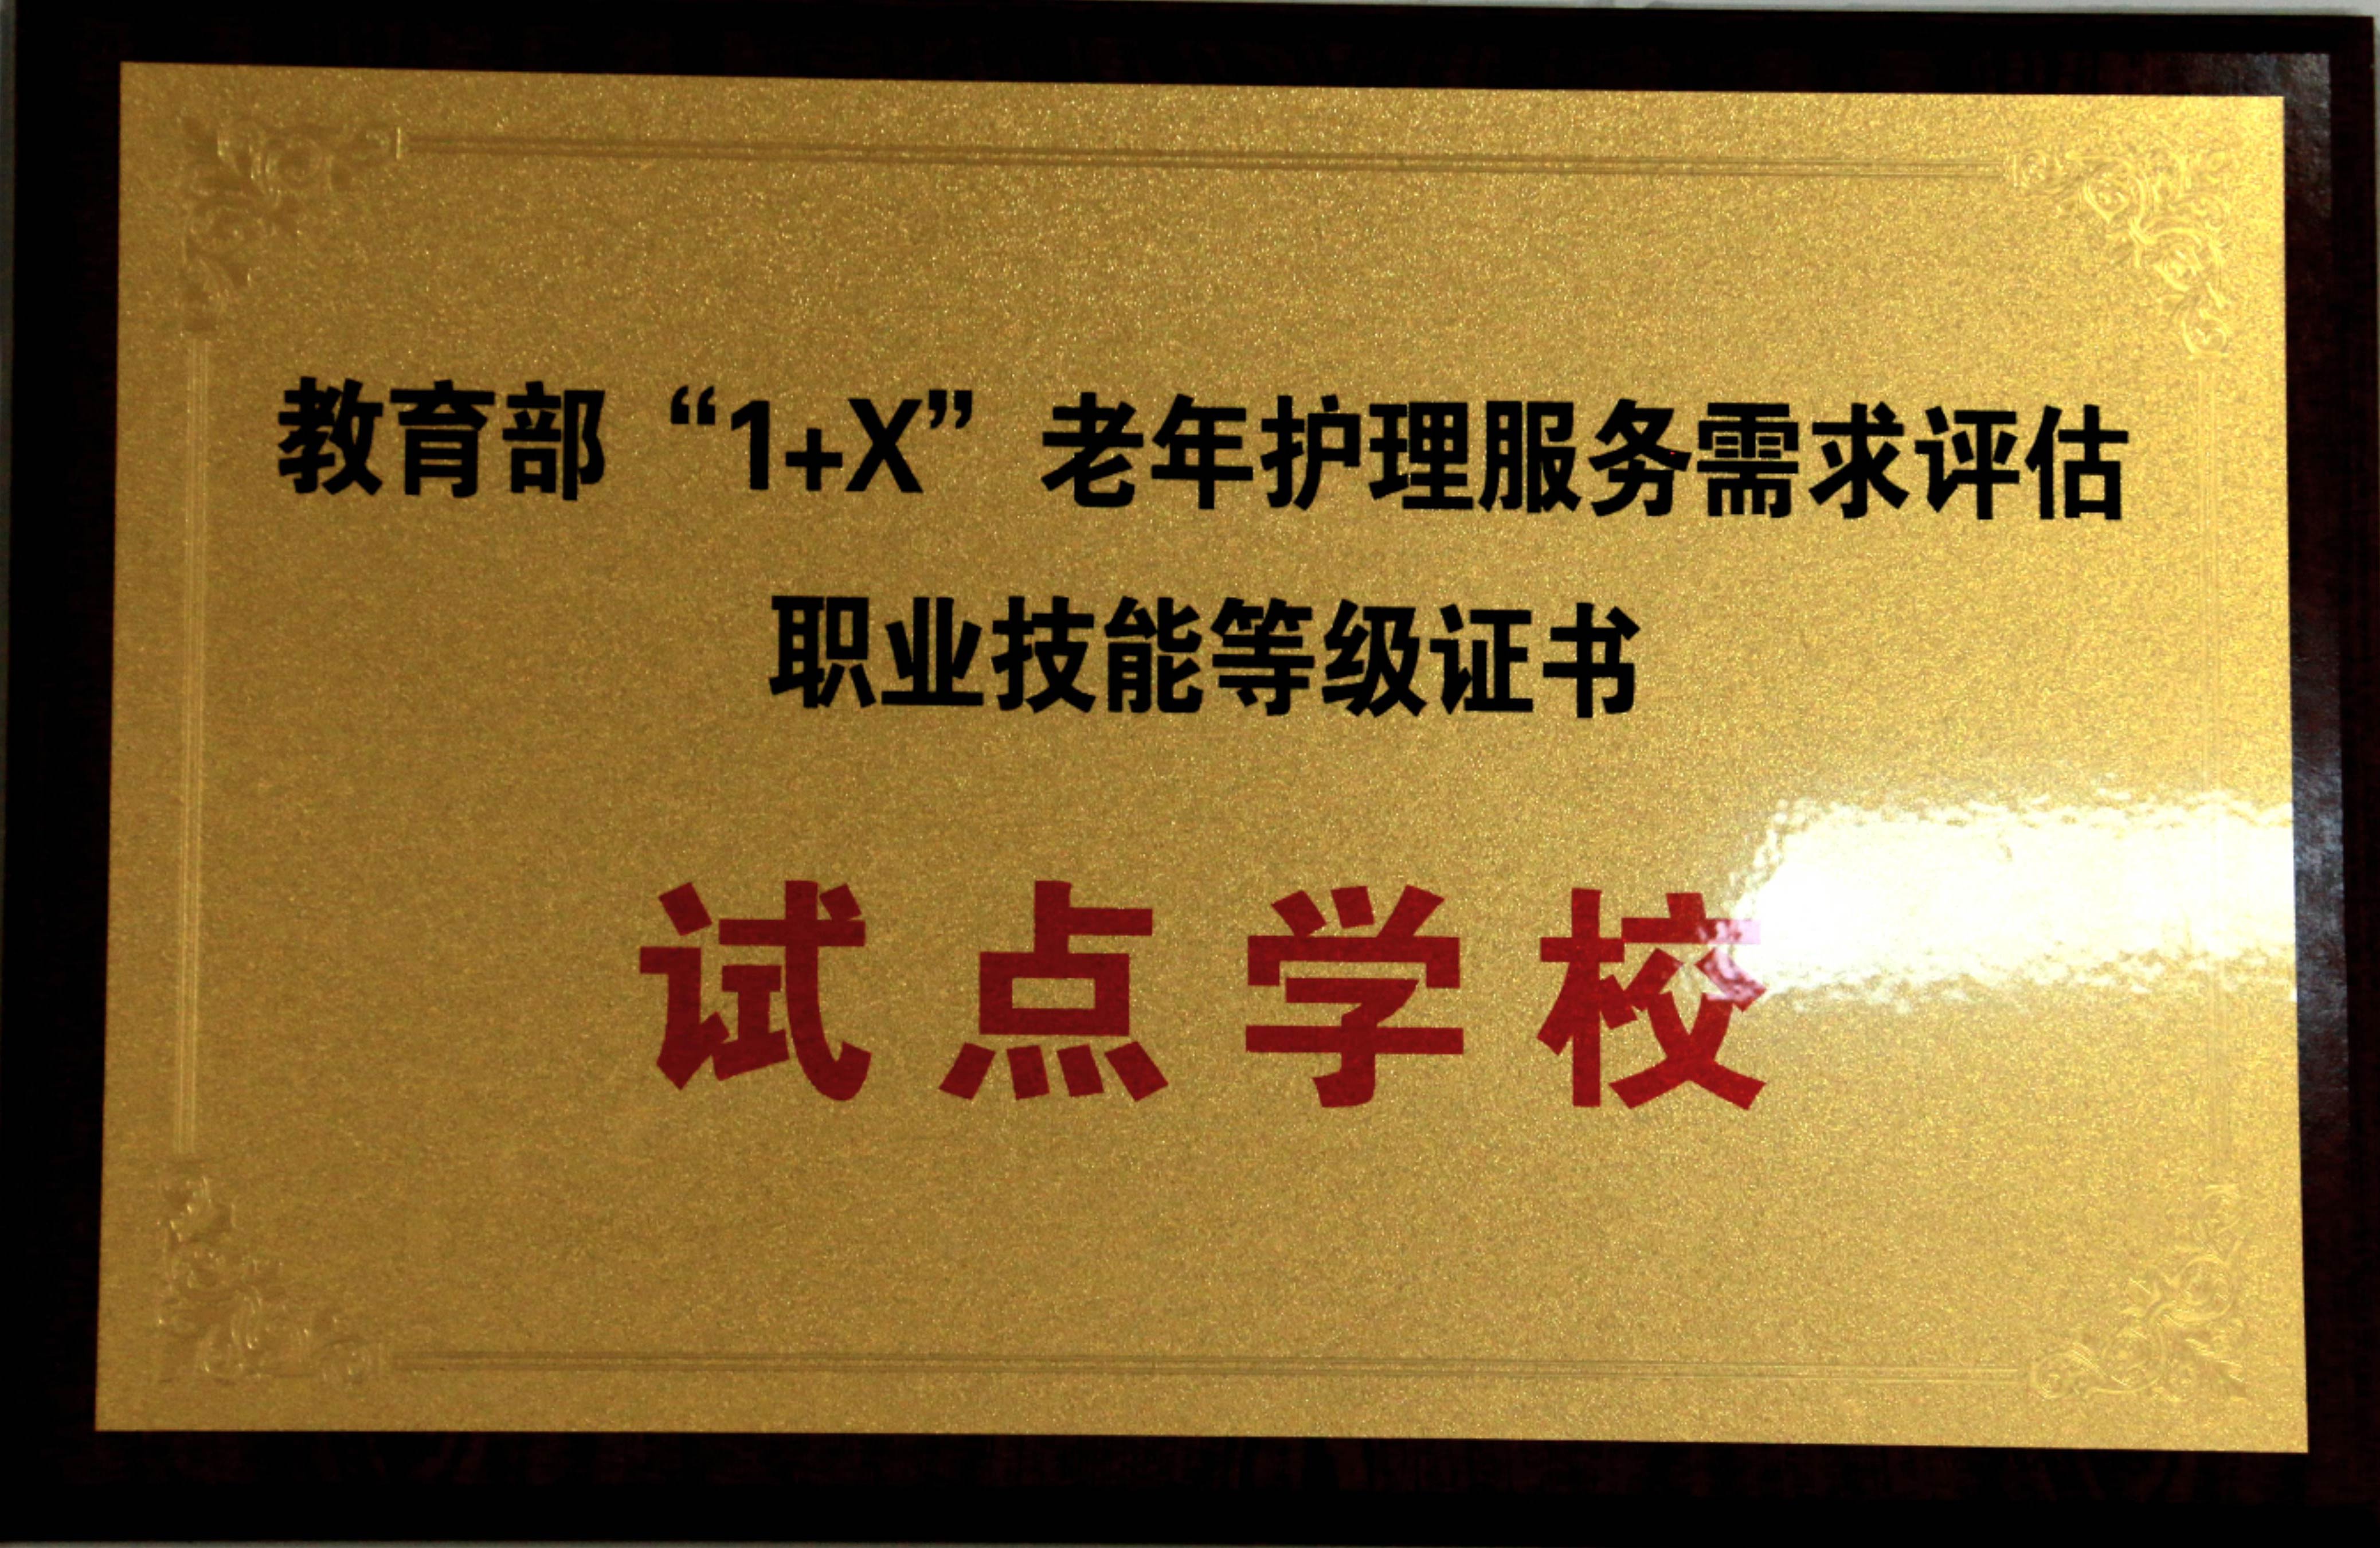 教育部“1+X”老年护理服务需求评估
职业技能等级证书
试点学校